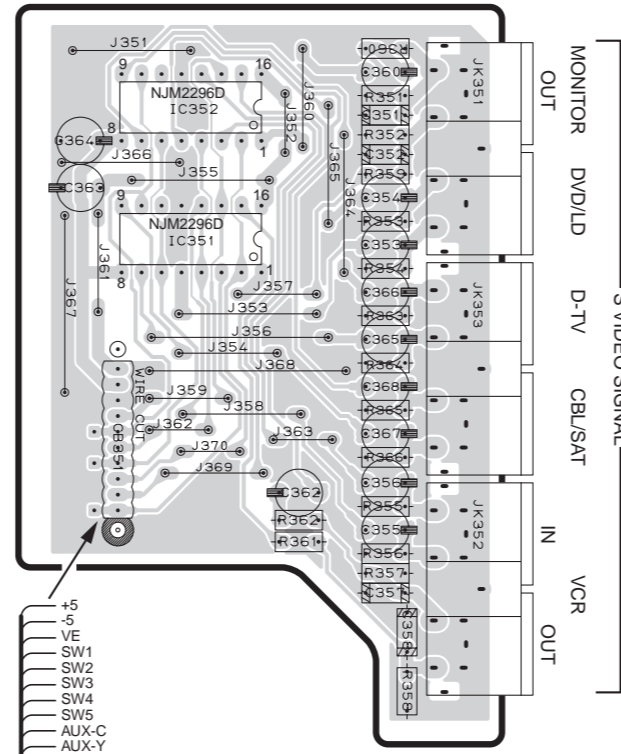 J351
9 16
NJM2296D
IC352
8 1
C364
J366
C363
J355
J352
J360
J365
J364
9 16
NJM2296D
IC351
8 1
J361
J367
J357
J353
J356
J354
J368
J359
J358
J362
J363
J370
J369
WIRE CUT
CB351
C362
R362
R361
C360
R351
C351
R352
C352
C354
R353
C353
R354
C366
R363
C365
R364
C368
R365
C367
R366
C356
R355
C355
R356
R357
C357
C358
R358
JK351
JK353
JK352
MONITOR
OUT
DVD/LD
D-TV
CBL/SAT
IN
VCR
OUT
S VIDEO SIGNAL
+5
-5
VE
SW1
SW2
SW3
SW4
SW5
AUX-C
AUX-Y